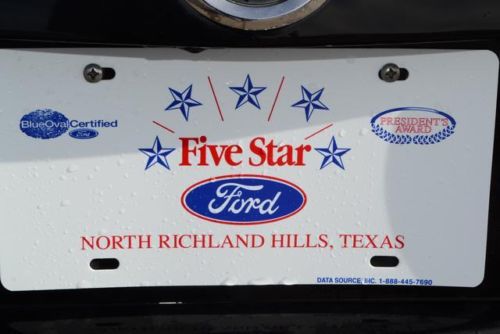 BlueOvalCertified
Ford
PRESIDENT'S
AWARD
Five Star
Ford
NORTH RICHLAND HILLS, TEXAS
DATA SOURCE, INC. 1-888-445-7690